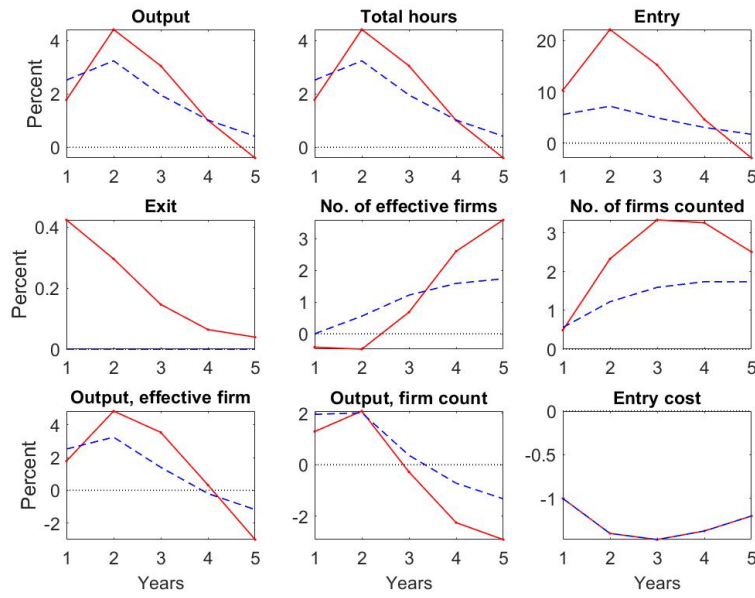 Output
Total hours
Entry
Percent
4
2
0
1 2 3 4 5
4
2
0
1 2 3 4 5
20
10
0
1 2 3 4 5
Exit
No. of effective firms
No. of firms counted
Percent
0.4
0.2
0
1 2 3 4 5
3
2
1
0
1 2 3 4 5
3
2
1
0
1 2 3 4 5
Output, effective firm
Output, firm count
Entry cost
Percent
4
2
0
-2
1 2 3 4 5
Years
2
0
-2
1 2 3 4 5
Years
0
-0.5
-1
1 2 3 4 5
Years